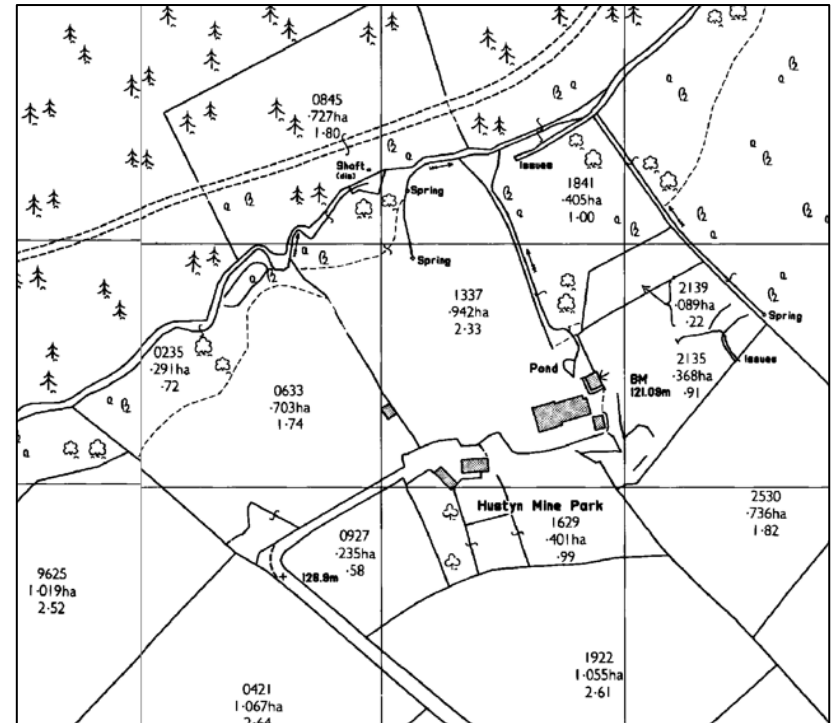 0845
·727ha
1·80
Shaft
(dis)
Spring
Issues
1841
·405ha
1·00
Spring
1337
·942ha
2·33
2139
·089ha
·22
Spring
0235
·291ha
·72
0633
·703ha
1·74
Pond
BM
121.09m
2135
·368ha
·91
Issues
Hustyn Mine Park
0927
·235ha
·58
128.9m
1629
·401ha
·99
2530
·736ha
1·82
9625
1·019ha
2·52
1922
1·055ha
2·61
0421
1·067ha
2·64